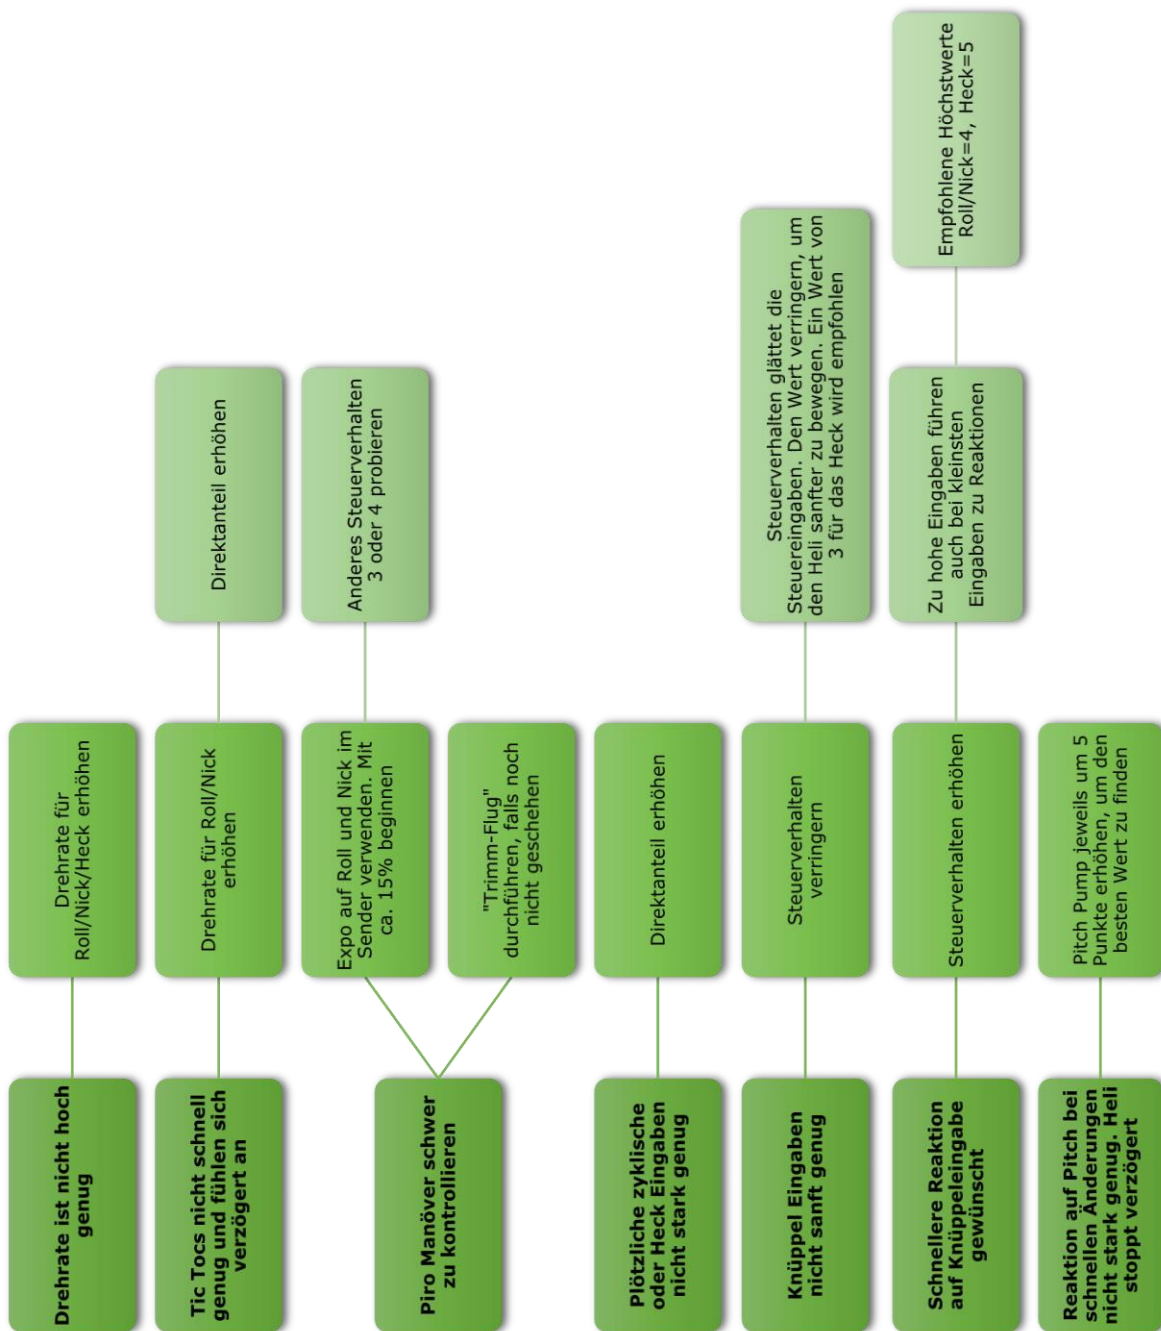 Drehrate ist nicht hoch
genug
Drehrate für
Roll/Nick/Heck erhöhen
Tic Tocs nicht schnell
genug und fühlen sich
verzögert an
Drehrate für Roll/Nick
erhöhen
Direktanteil erhöhen
Piro Manöver schwer
zu kontrollieren
Expo auf Roll und Nick im
Sender verwenden. Mit
ca. 15% beginnen
Anderes Steuerverhalten
3 oder 4 probieren
"Trimm-Flug"
durchführen, falls noch
nicht geschehen
Plötzliche zyklische
oder Heck Eingaben
nicht stark genug
Direktanteil erhöhen
Knüppel Eingaben
nicht sanft genug
Steuerverhalten
verringern
Steuerverhalten glättet die
Steuereingaben. Den Wert verringern, um
den Heli sanfter zu bewegen. Ein Wert von
3 für das Heck wird empfohlen
Schnellere Reaktion
auf Knüppeleingabe
gewünscht
Steuerverhalten erhöhen
Zu hohe Eingaben führen
auch bei kleinsten
Eingaben zu Reaktionen
Empfohlene Höchstwerte
Roll/Nick=4, Heck=5
Reaktion auf Pitch bei
schnellen Änderungen
nicht stark genug. Heli
stoppt verzögert
Pitch Pump jeweils um 5
Punkte erhöhen, um den
besten Wert zu finden